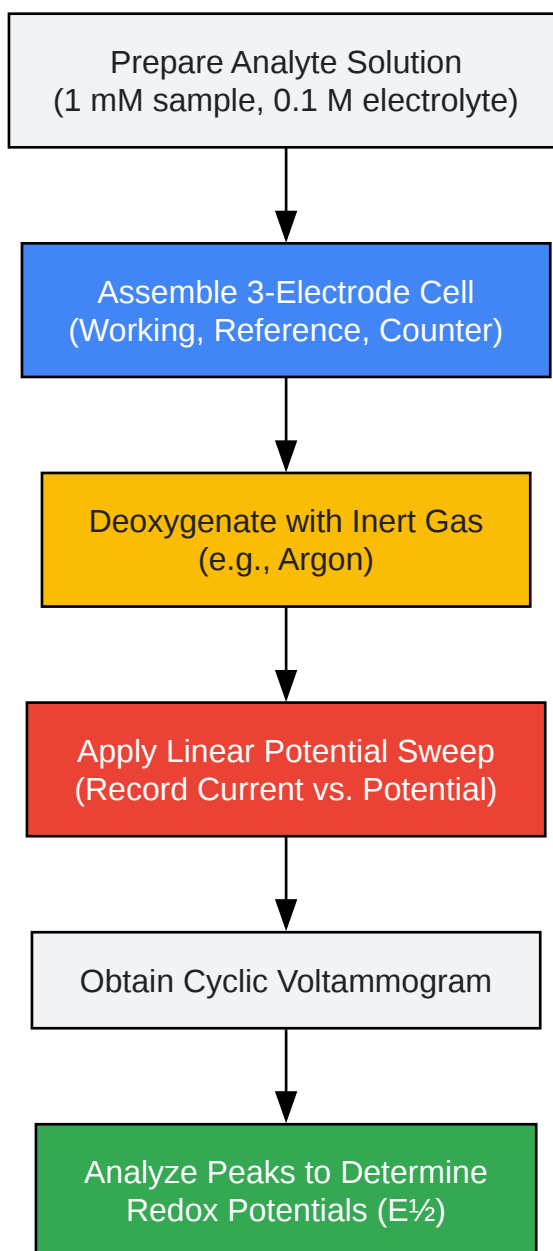 Prepare Analyte Solution
(1 mM sample, 0.1 M electrolyte)
Assemble 3-Electrode Cell
(Working, Reference, Counter)
Deoxygenate with Inert Gas
(e.g., Argon)
Apply Linear Potential Sweep
(Record Current vs. Potential)
Obtain Cyclic Voltammogram
Analyze Peaks to Determine
Redox Potentials (E½)